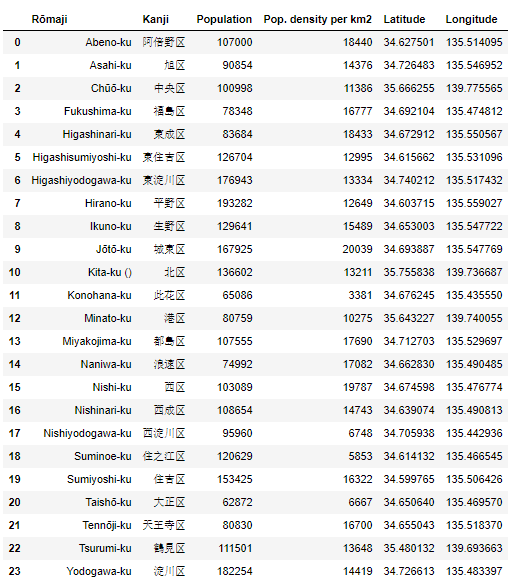 Rōmaji Kanji Population Pop. density per km2 Latitude Longitude
0 Abeno-ku 阿倍野区 107000 18440 34.627501 135.514095
1 Asahi-ku 旭区 90854 14376 34.726483 135.546952
2 Chūō-ku 中央区 100998 11386 35.666255 139.775565
3 Fukushima-ku 福島区 78348 16777 34.692104 135.474812
4 Higashinari-ku 東成区 83684 18433 34.672912 135.550567
5 Higashisumiyoshi-ku 東住吉区 126704 12995 34.615662 135.531096
6 Higashiyodogawa-ku 東淀川区 176943 13334 34.740212 135.517432
7 Hirano-ku 平野区 193282 12649 34.603715 135.559027
8 Ikuno-ku 生野区 129641 15489 34.653003 135.547722
9 Jōtō-ku 城東区 167925 20039 34.693887 135.547769
10 Kita-ku () 北区 136602 13211 35.755838 139.736687
11 Konohana-ku 此花区 65086 3381 34.676245 135.435550
12 Minato-ku 港区 80759 10275 35.643227 139.740055
13 Miyakojima-ku 都島区 107555 17690 34.712703 135.529697
14 Naniwa-ku 浪速区 74992 17082 34.662830 135.490485
15 Nishi-ku 西区 103089 19787 34.674598 135.476774
16 Nishinari-ku 西成区 108654 14743 34.639074 135.490813
17 Nishiyodogawa-ku 西淀川区 95960 6748 34.705938 135.442936
18 Suminoe-ku 住之江区 120629 5853 34.614132 135.466545
19 Sumiyoshi-ku 住吉区 153425 16322 34.599765 135.506426
20 Taishō-ku 大正区 62872 6667 34.650640 135.469570
21 Tennōji-ku 天王寺区 80830 16700 34.655043 135.518370
22 Tsurumi-ku 鶴見区 111501 13648 35.480132 139.693663
23 Yodogawa-ku 淀川区 182254 14419 34.726613 135.483397